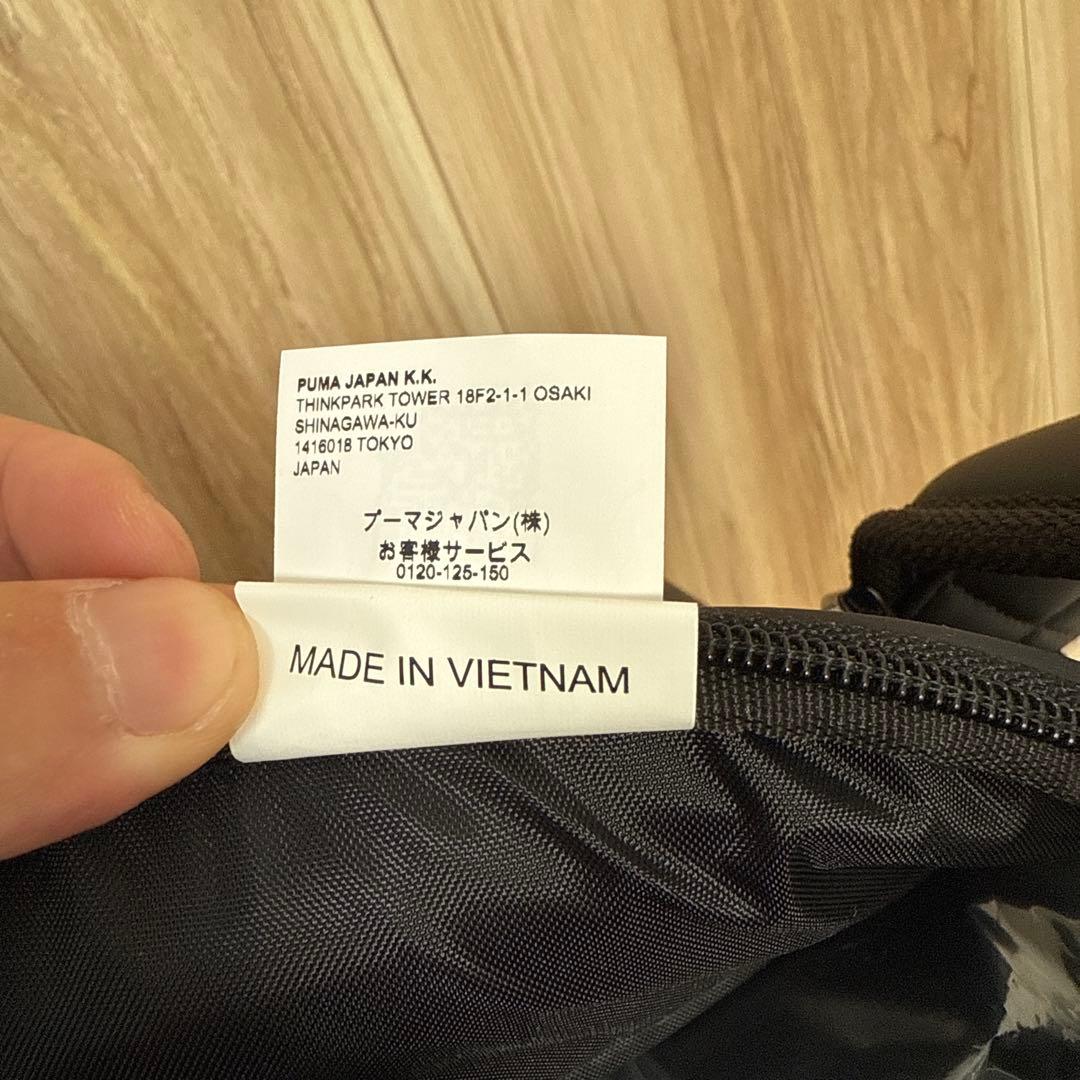 PUMA JAPAN K.K.
THINKPARK TOWER 18F2-1-1 OSAKI
SHINAGAWA-KU
1416018 TOKYO
JAPAN
プーマジャパン(株)
お客様サービス
0120-125-150
MADE IN VIETNAM